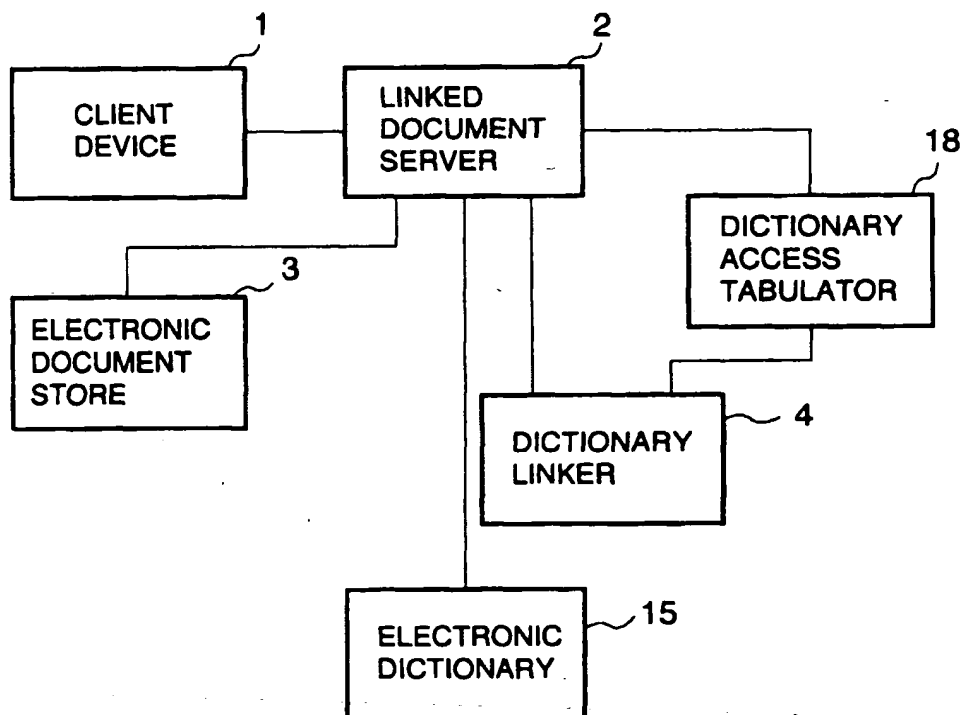 1
CLIENT
DEVICE
2
LINKED
DOCUMENT
SERVER
18
DICTIONARY
ACCESS
TABULATOR
3
ELECTRONIC
DOCUMENT
STORE
4
DICTIONARY
LINKER
15
ELECTRONIC
DICTIONARY